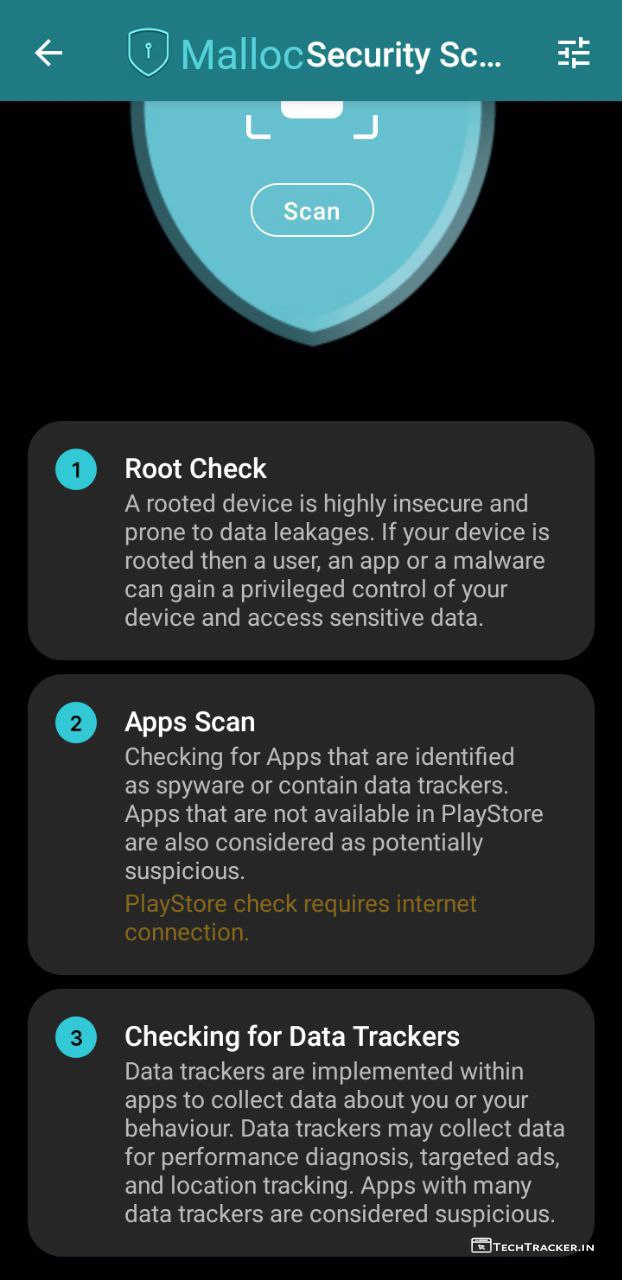 MallocSecurity Sc...
Scan
1
Root Check
A rooted device is highly insecure and
prone to data leakages. If your device is
rooted then a user, an app or a malware
can gain a privileged control of your
device and access sensitive data.
2
Apps Scan
Checking for Apps that are identified
as spyware or contain data trackers.
Apps that are not available in PlayStore
are also considered as potentially
suspicious.
PlayStore check requires internet
connection.
3
Checking for Data Trackers
Data trackers are implemented within
apps to collect data about you or your
behaviour. Data trackers may collect data
for performance diagnosis, targeted ads,
and location tracking. Apps with many
data trackers are considered suspicious.
TechTracker.in